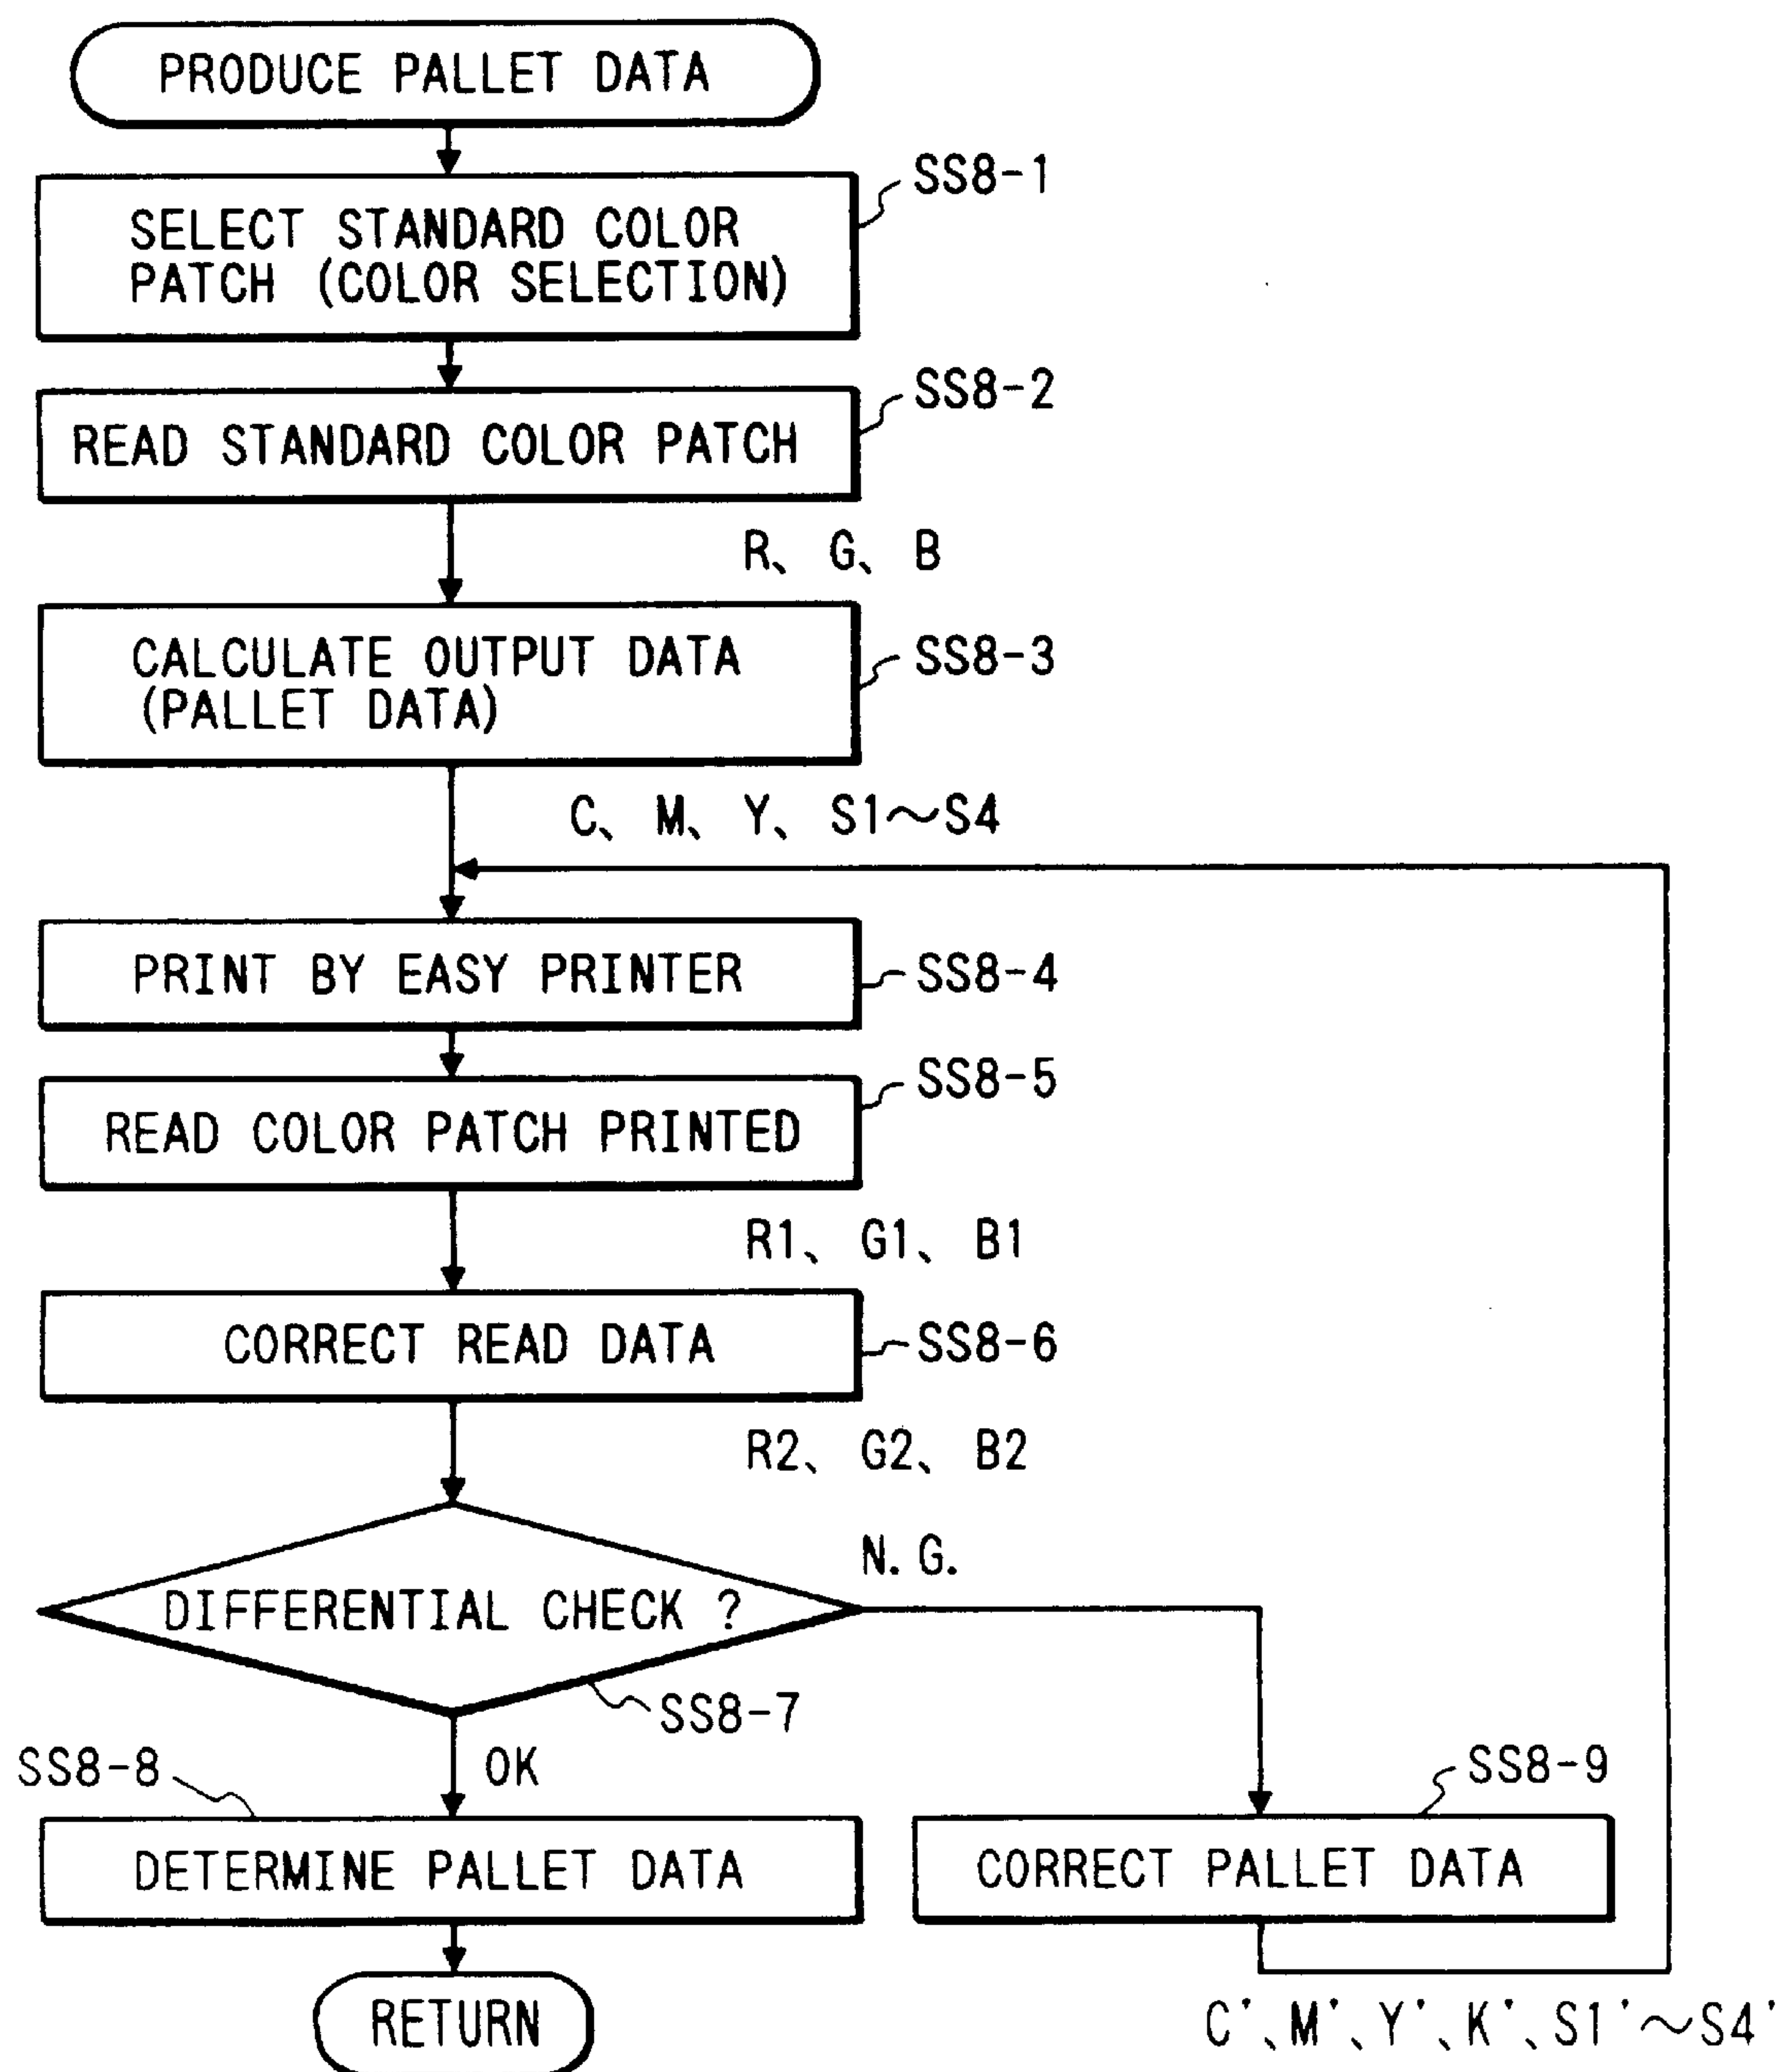 PRODUCE PALLET DATA
SS8-1
SELECT STANDARD COLOR
PATCH (COLOR SELECTION)
SS8-2
READ STANDARD COLOR PATCH
R、 G、 B
CALCULATE OUTPUT DATA
(PALLET DATA)
SS8-3
C、 M、 Y、 S1〜S4
PRINT BY EASY PRINTER
SS8-4
SS8-5
READ COLOR PATCH PRINTED
R1、 G1、 B1
CORRECT READ DATA
SS8-6
R2、 G2、 B2
N.G.
DIFFERENTIAL CHECK ?
SS8-7
OK
SS8-8
SS8-9
DETERMINE PALLET DATA
CORRECT PALLET DATA
RETURN
C'、M'、Y'、K'、S1'〜S4'